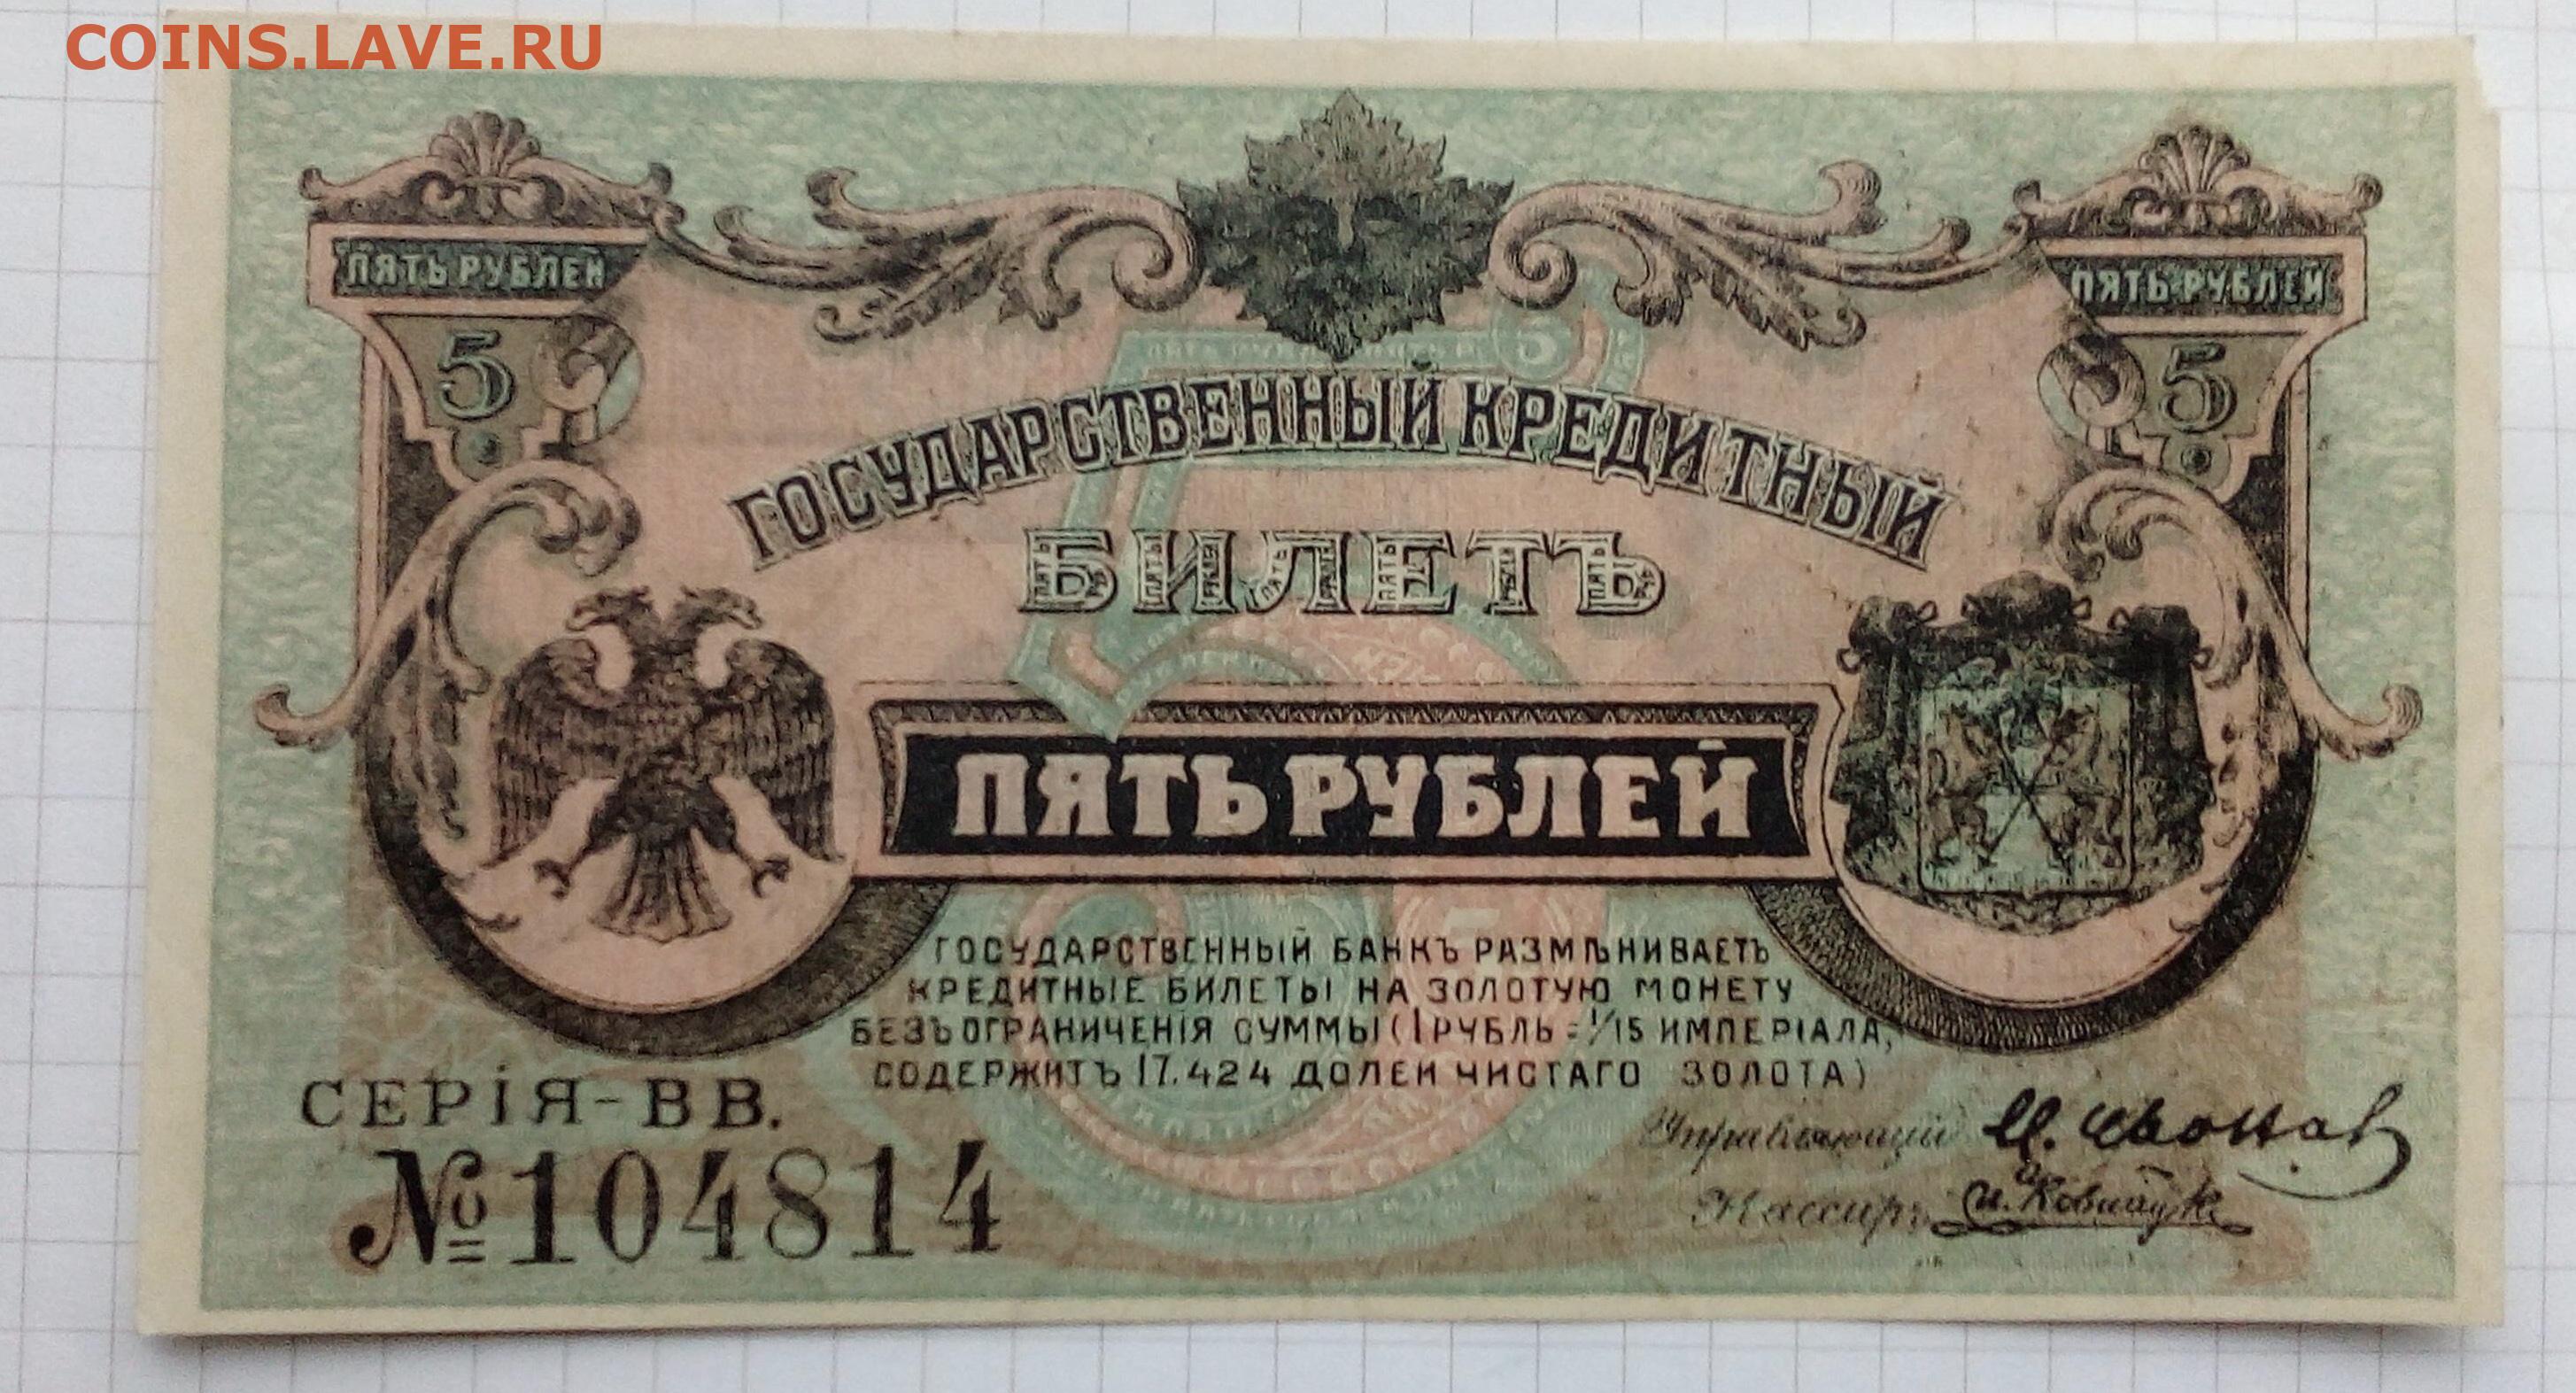 COINS.LAVE.RU
ПЯТЬ РУБЛЕЙ
ПЯТЬ РУБЛЕЙ
5
5
5
ГОСУДАРСТВЕННЫЙ КРЕДИТНЫЙ
БИЛЕТЪ
ПЯТЬ РУБЛЕЙ
ГОСУДАРСТВЕННЫЙ БАНКЪ РАЗМѢНИВАЕТЪ
КРЕДИТНЫЕ БИЛЕТЫ НА ЗОЛОТУЮ МОНЕТУ
БЕЗЪ ОГРАНИЧЕНІЯ СУММЫ (1 РУБЛЬ = 1/15 ИМПЕРІАЛА,
СОДЕРЖИТЪ 17.424 ДОЛЕЙ ЧИСТАГО ЗОЛОТА)
СЕРІЯ-ВВ.
№104814
Управляющій
Кассиръ